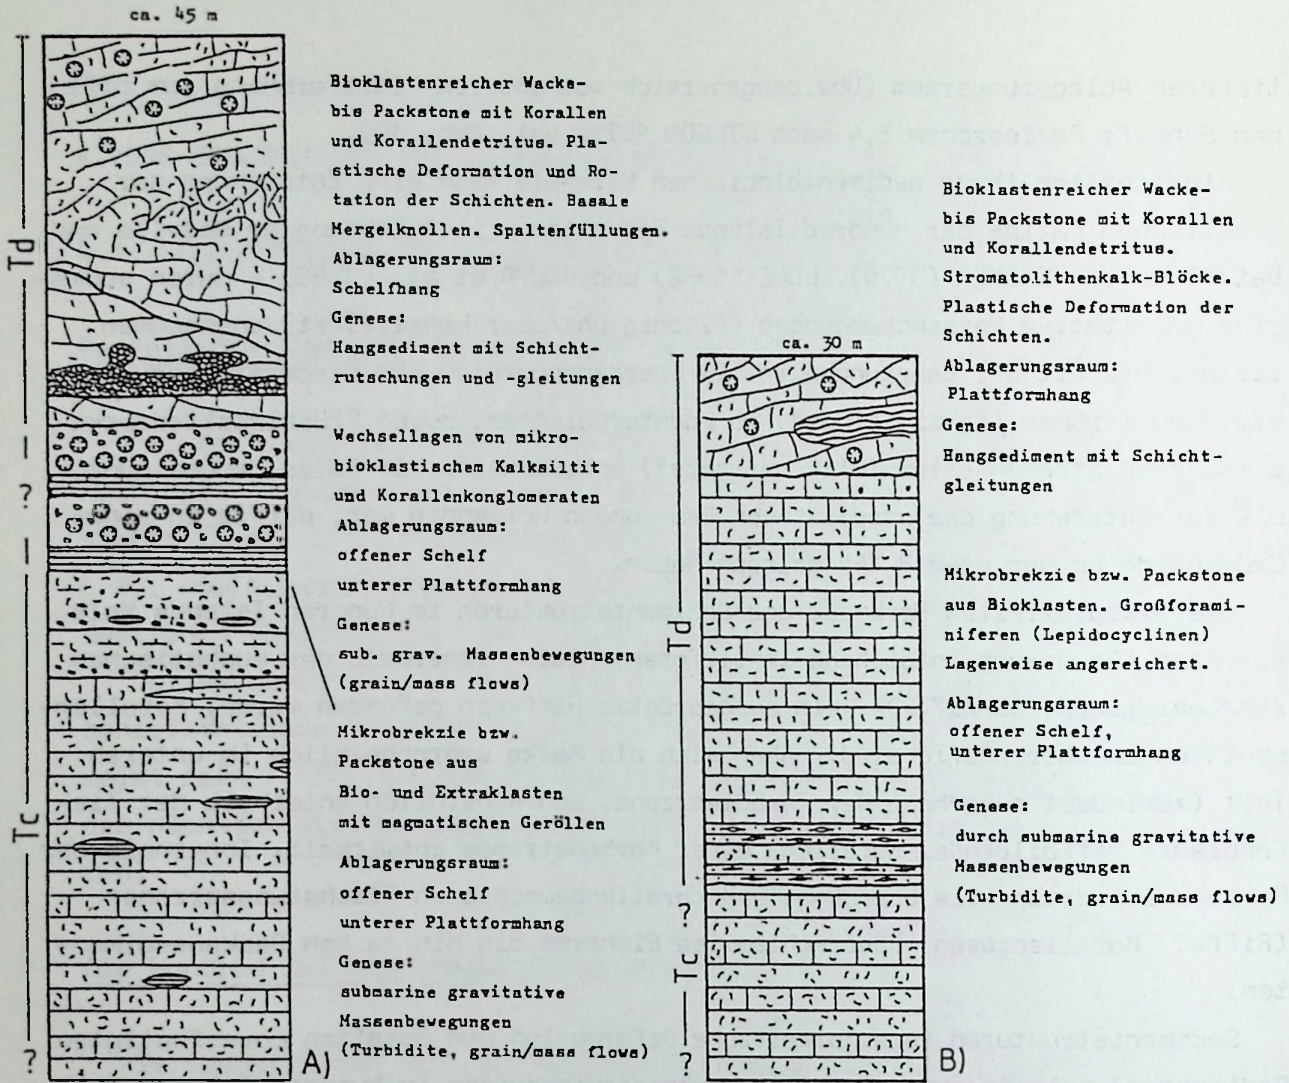 ca. 45 m
Td
?
Tc
?
Bioklastenreicher Wacke-
bis Packstone mit Korallen
und Korallendetritus. Pla-
stische Deformation und Ro-
tation der Schichten. Basale
Mergelknollen. Spaltenfüllungen.
Ablagerungsraum:
Schelfhang
Genese:
Hangsediment mit Schicht-
rutschungen und -gleitungen
Wechsellagen von mikro-
bioklastischem Kalksiltit
und Korallenkonglomeraten
Ablagerungsraum:
offener Schelf
unterer Plattformhang
Genese:
sub. grav. Massenbewegungen
(grain/mass flows)
Mikrobrekzie bzw.
Packstone aus
Bio- und Extraklasten
mit magmatischen Geröllen
Ablagerungsraum:
offener Schelf
unterer Plattformhang
Genese:
submarine gravitative
Massenbewegungen
(Turbidite, grain/mass flows)
A)
ca. 30 m
Td
?
Tc
?
Bioklastenreicher Wacke-
bis Packstone mit Korallen
und Korallendetritus.
Stromatolithenkalk-Blöcke.
Plastische Deformation der
Schichten.
Ablagerungsraum:
Plattformhang
Genese:
Hangsediment mit Schicht-
gleitungen
Mikrobrekzie bzw. Packstone
aus Bioklasten. Großforami-
niferen (Lepidocyclinen)
Lagenweise angereichert.
Ablagerungsraum:
offener Schelf,
unterer Plattformhang
Genese:
durch submarine gravitative
Massenbewegungen
(Turbidite, grain/mass flows)
B)